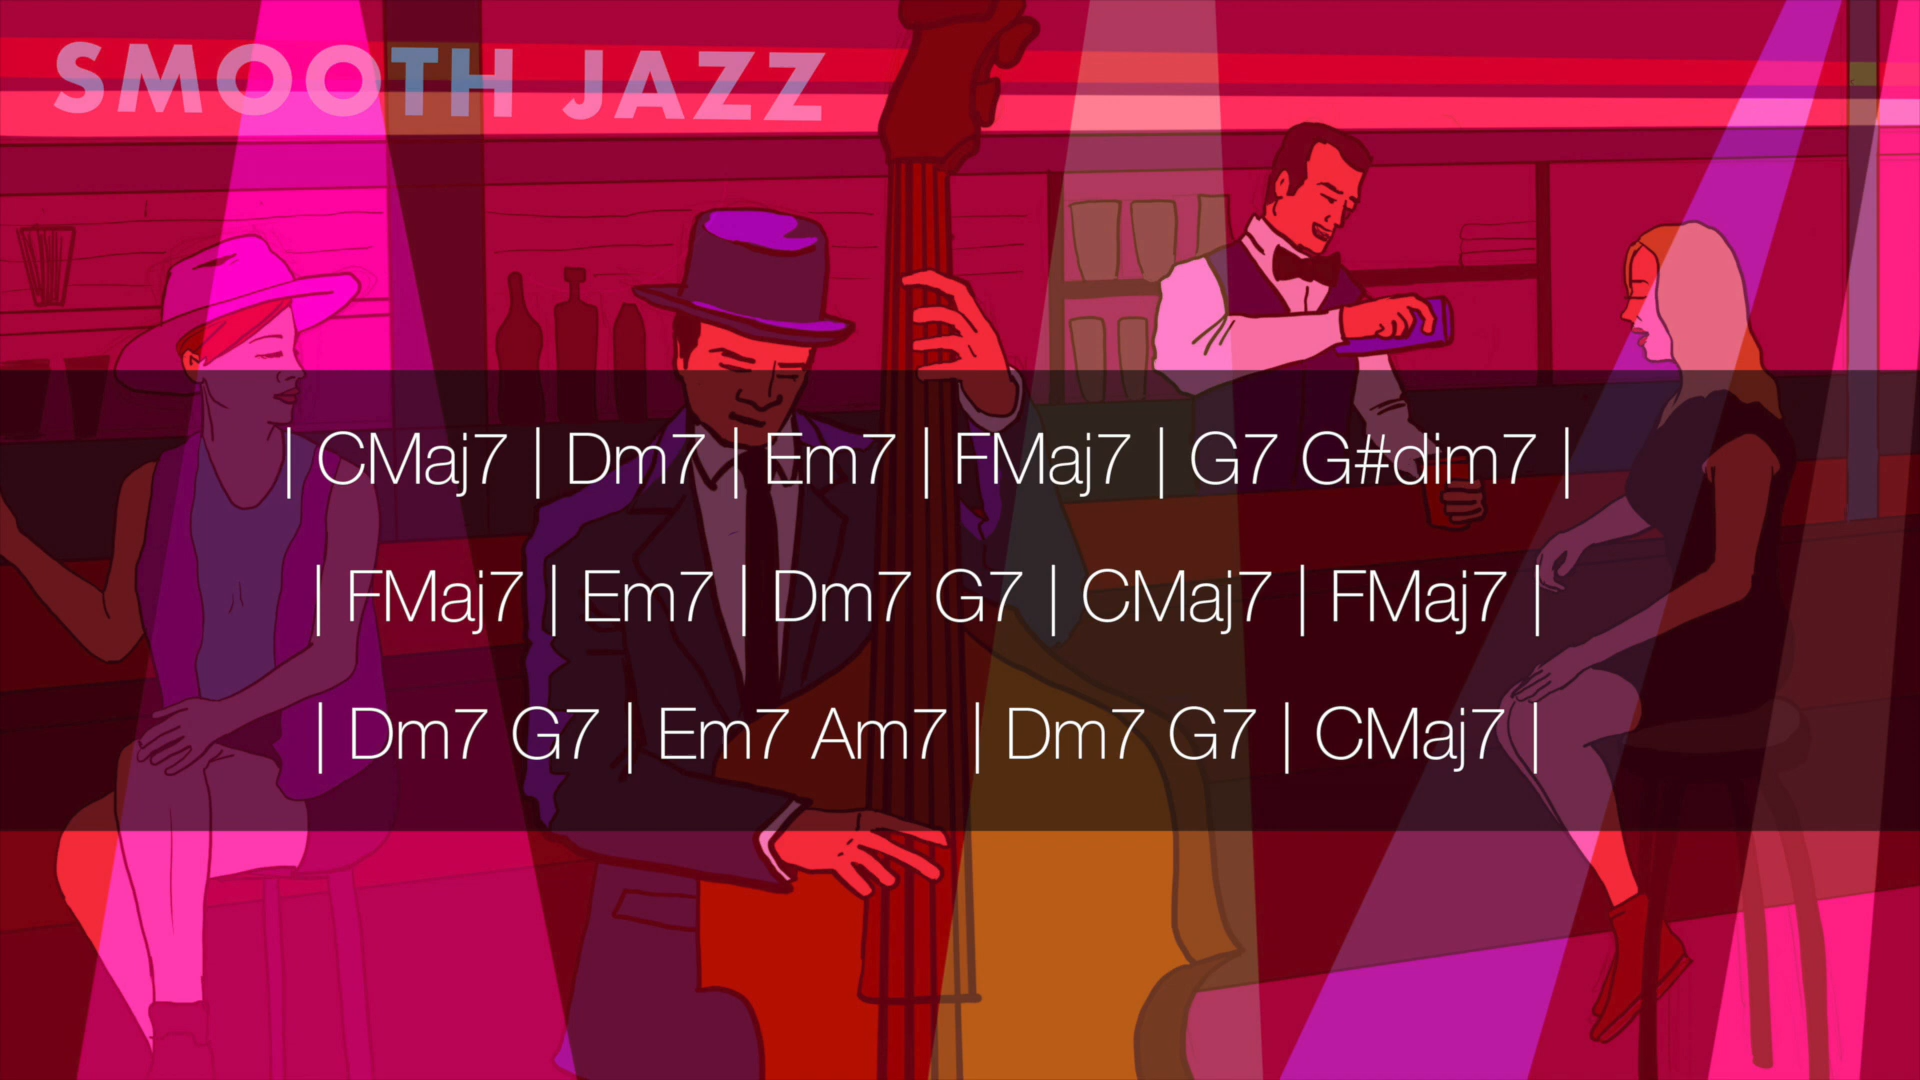 SMOOTH JAZZ
| CMaj7 | Dm7 | Em7 | FMaj7 | G7 G#dim7 |
| FMaj7 | Em7 | Dm7 G7 | CMaj7 | FMaj7 |
| Dm7 G7 | Em7 Am7 | Dm7 G7 | CMaj7 |